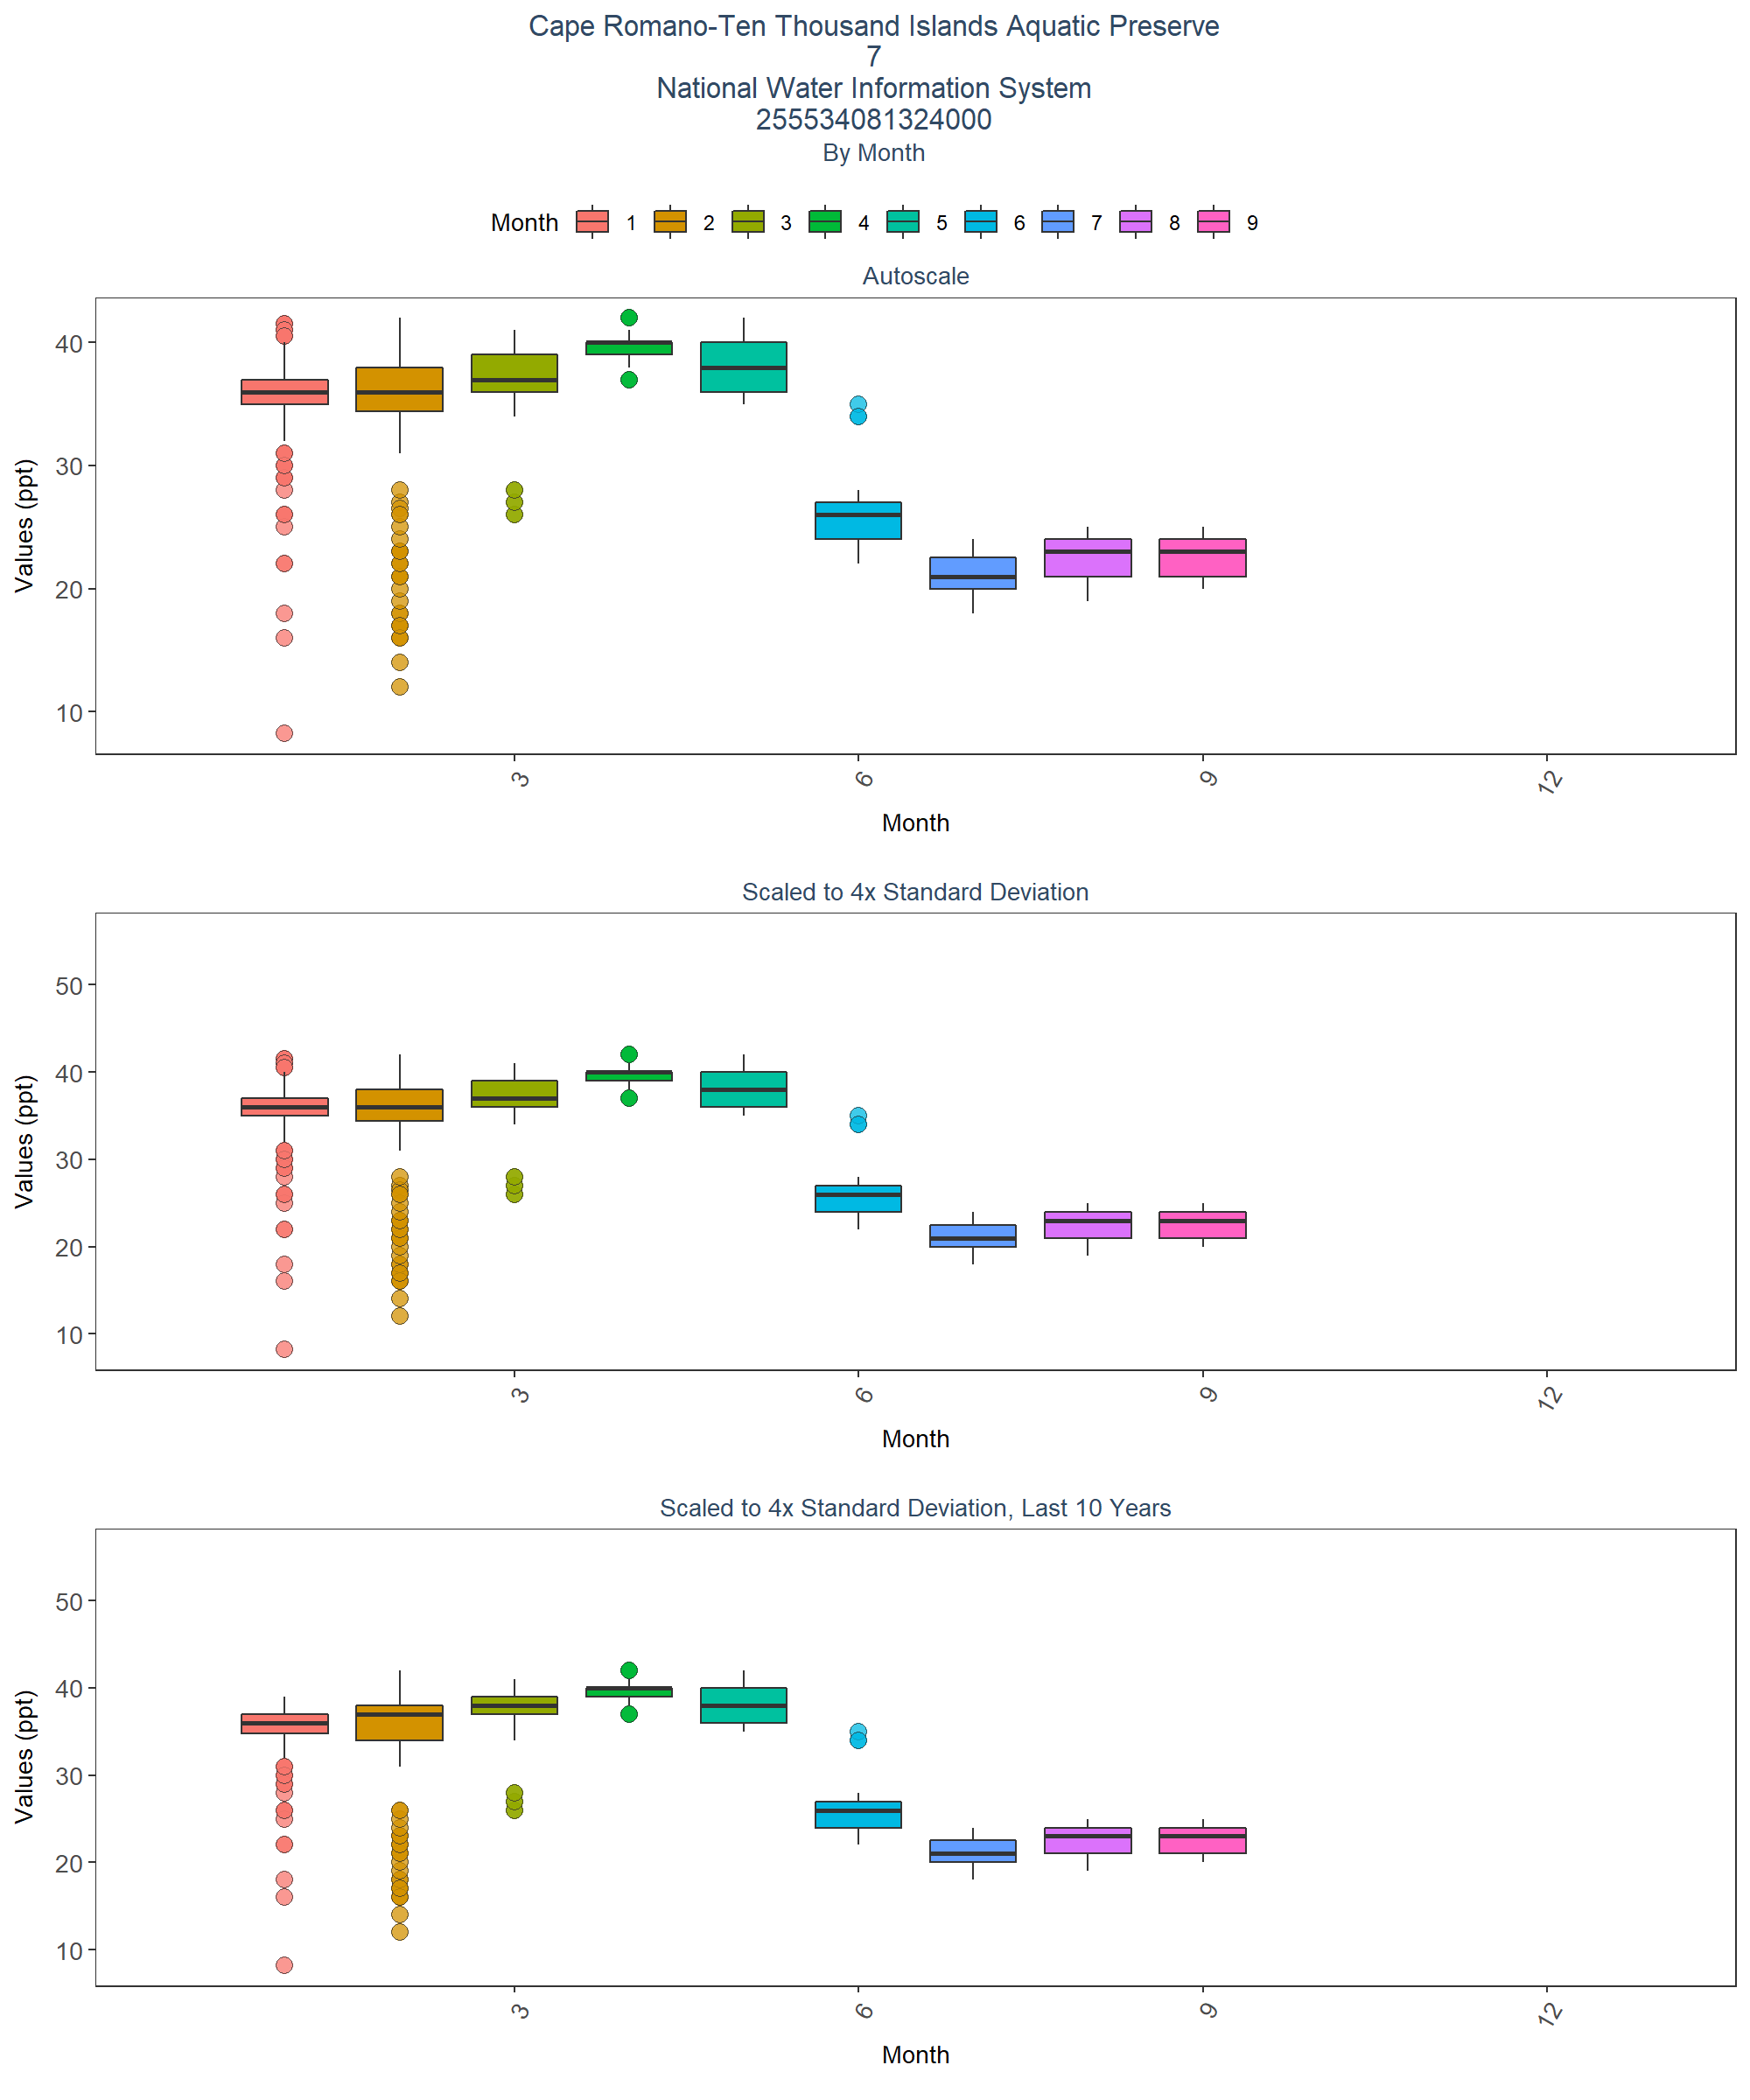 Cape Romano-Ten Thousand Islands Aquatic Preserve
7
National Water Information System
255534081324000
By Month
Month 1 2 3 4 5 6 7 8 9
Autoscale
Values (ppt)
40
30
20
10
3 6 9 12
Month
Scaled to 4x Standard Deviation
Values (ppt)
50
40
30
20
10
3 6 9 12
Month
Scaled to 4x Standard Deviation, Last 10 Years
Values (ppt)
50
40
30
20
10
3 6 9 12
Month